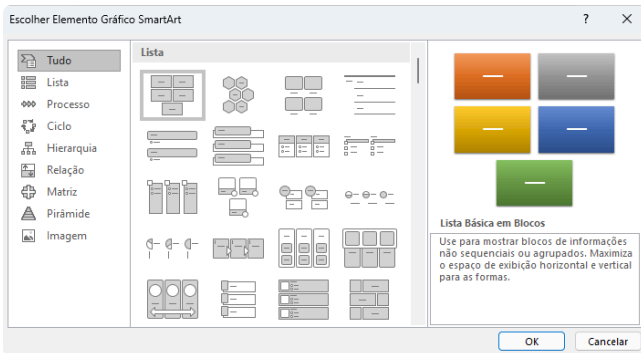 Escolher Elemento Gráfico SmartArt
?
Tudo
Lista
Processo
Ciclo
Hierarquia
Relação
Matriz
Pirâmide
Imagem
Lista
Lista Básica em Blocos
Use para mostrar blocos de informações
não sequenciais ou agrupados. Maximiza
o espaço de exibição horizontal e vertical
para as formas.
OK
Cancelar